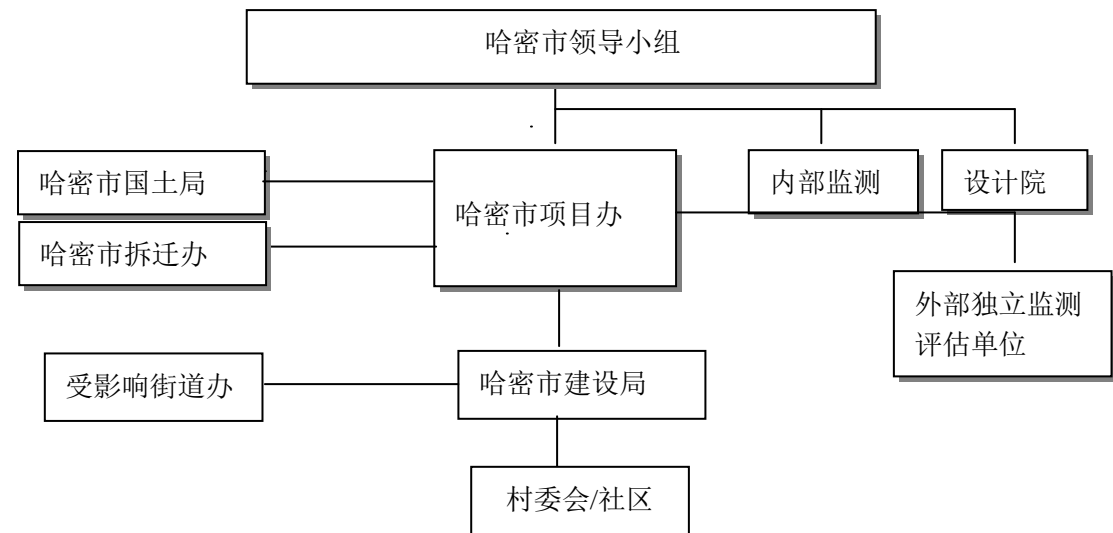 哈密市领导小组
哈密市国土局
哈密市项目办
内部监测
设计院
哈密市拆迁办
外部独立监测
评估单位
受影响街道办
哈密市建设局
村委会/社区